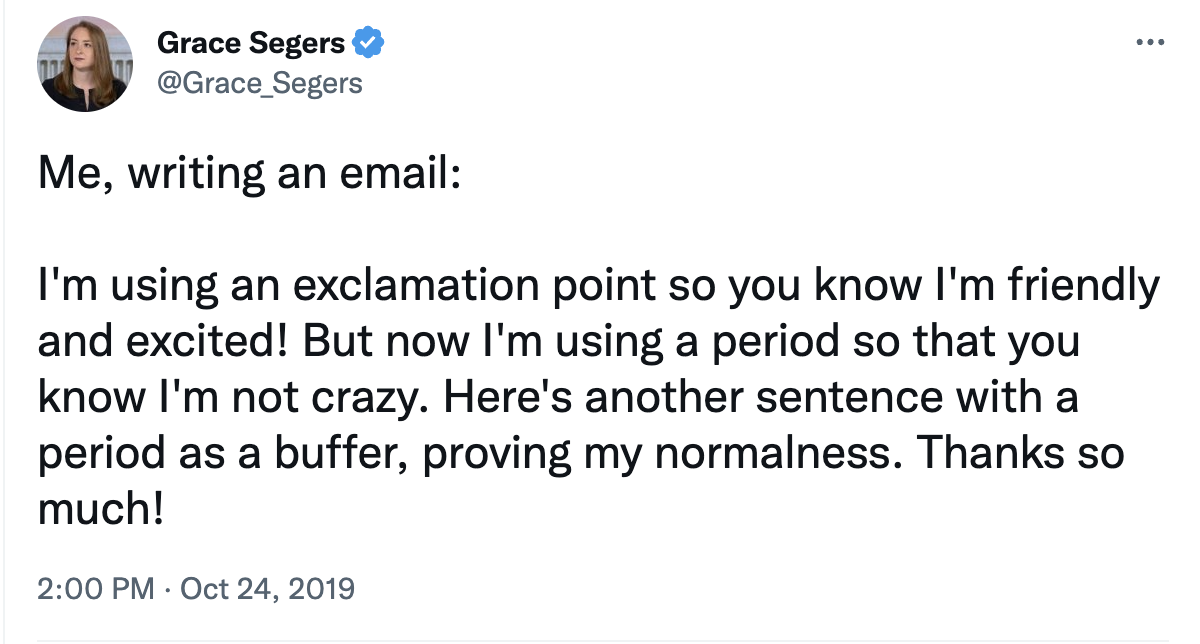 Grace Segers
@Grace_Segers
Me, writing an email:
I'm using an exclamation point so you know I'm friendly
and excited! But now I'm using a period so that you
know I'm not crazy. Here's another sentence with a
period as a buffer, proving my normalness. Thanks so
much!
2:00 PM · Oct 24, 2019